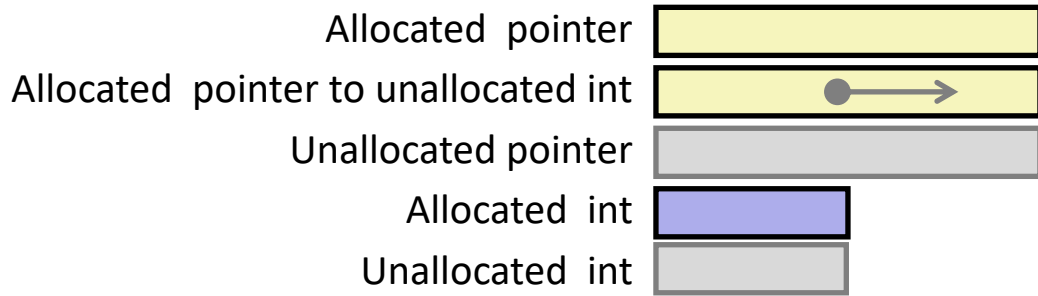 Allocated pointer
Allocated pointer to unallocated int
Unallocated pointer
Allocated int
Unallocated int